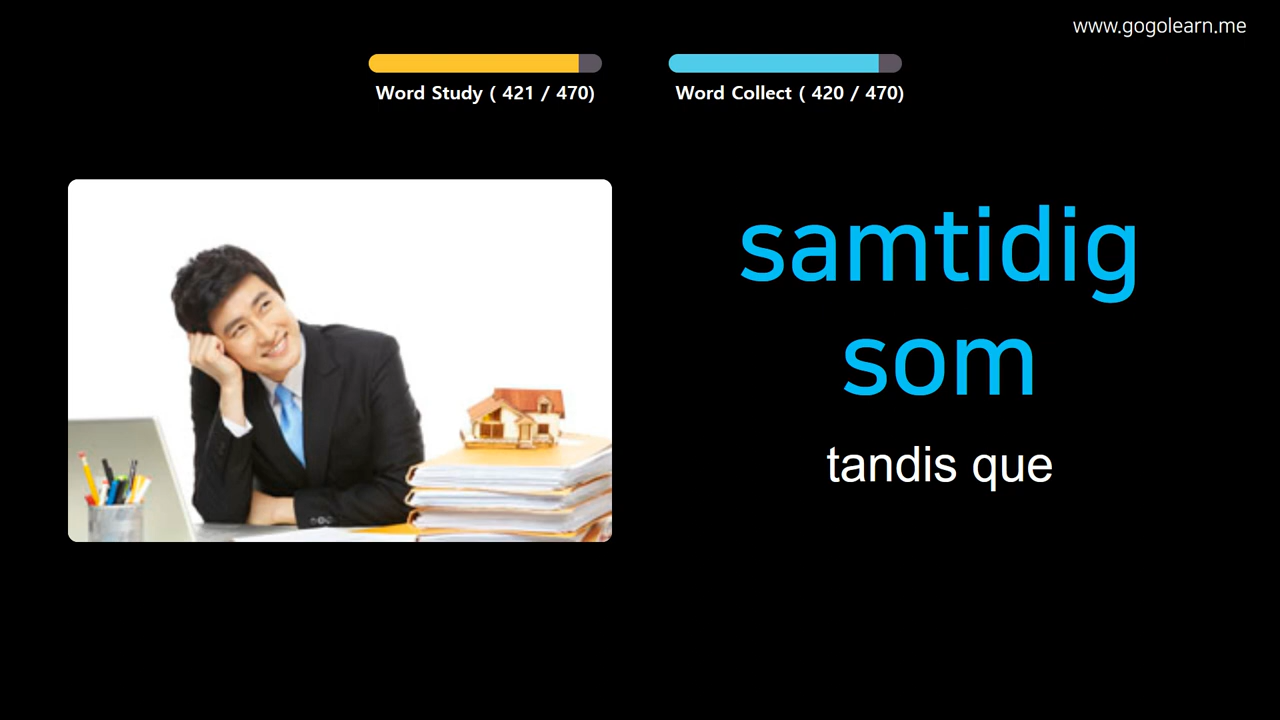 www.gogolearn.me
Word Study ( 421 / 470)
Word Collect ( 420 / 470)
samtidig
som
tandis que